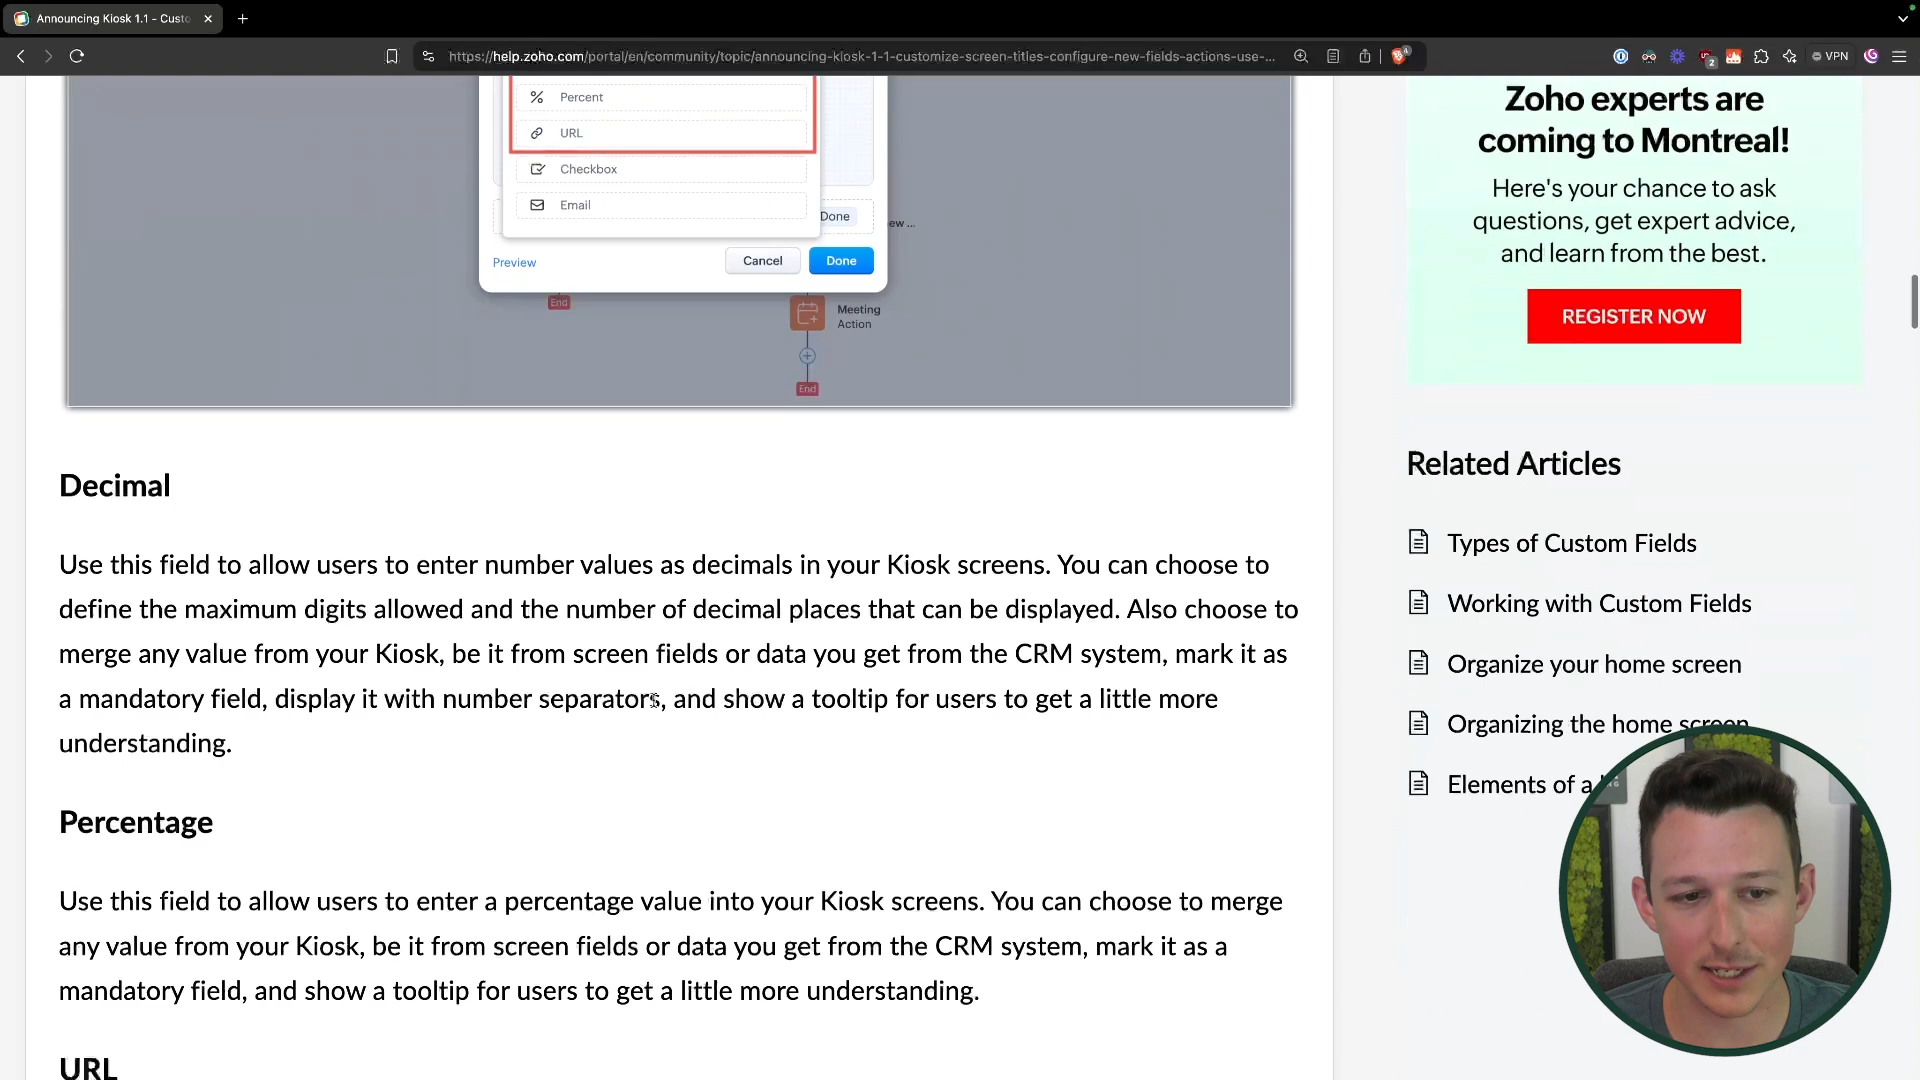 Announcing Kiosk 1.1 - Custo
https://help.zoho.com/portal/en/community/topic/announcing-kiosk-1-1-customize-screen-titles-configure-new-fields-actions-use-...
4
2
VPN
Percent
URL
Checkbox
Email
Done
ew ...
Preview
Cancel
Done
End
Meeting
Action
End
Decimal
Use this field to allow users to enter number values as decimals in your Kiosk screens. You can choose to
define the maximum digits allowed and the number of decimal places that can be displayed. Also choose to
merge any value from your Kiosk, be it from screen fields or data you get from the CRM system, mark it as
a mandatory field, display it with number separators, and show a tooltip for users to get a little more
understanding.
Percentage
Use this field to allow users to enter a percentage value into your Kiosk screens. You can choose to merge
any value from your Kiosk, be it from screen fields or data you get from the CRM system, mark it as a
mandatory field, and show a tooltip for users to get a little more understanding.
URL
Zoho experts are
coming to Montreal!
Here's your chance to ask
questions, get expert advice,
and learn from the best.
REGISTER NOW
Related Articles
Types of Custom Fields
Working with Custom Fields
Organize your home screen
Organizing the home screen
Elements of a